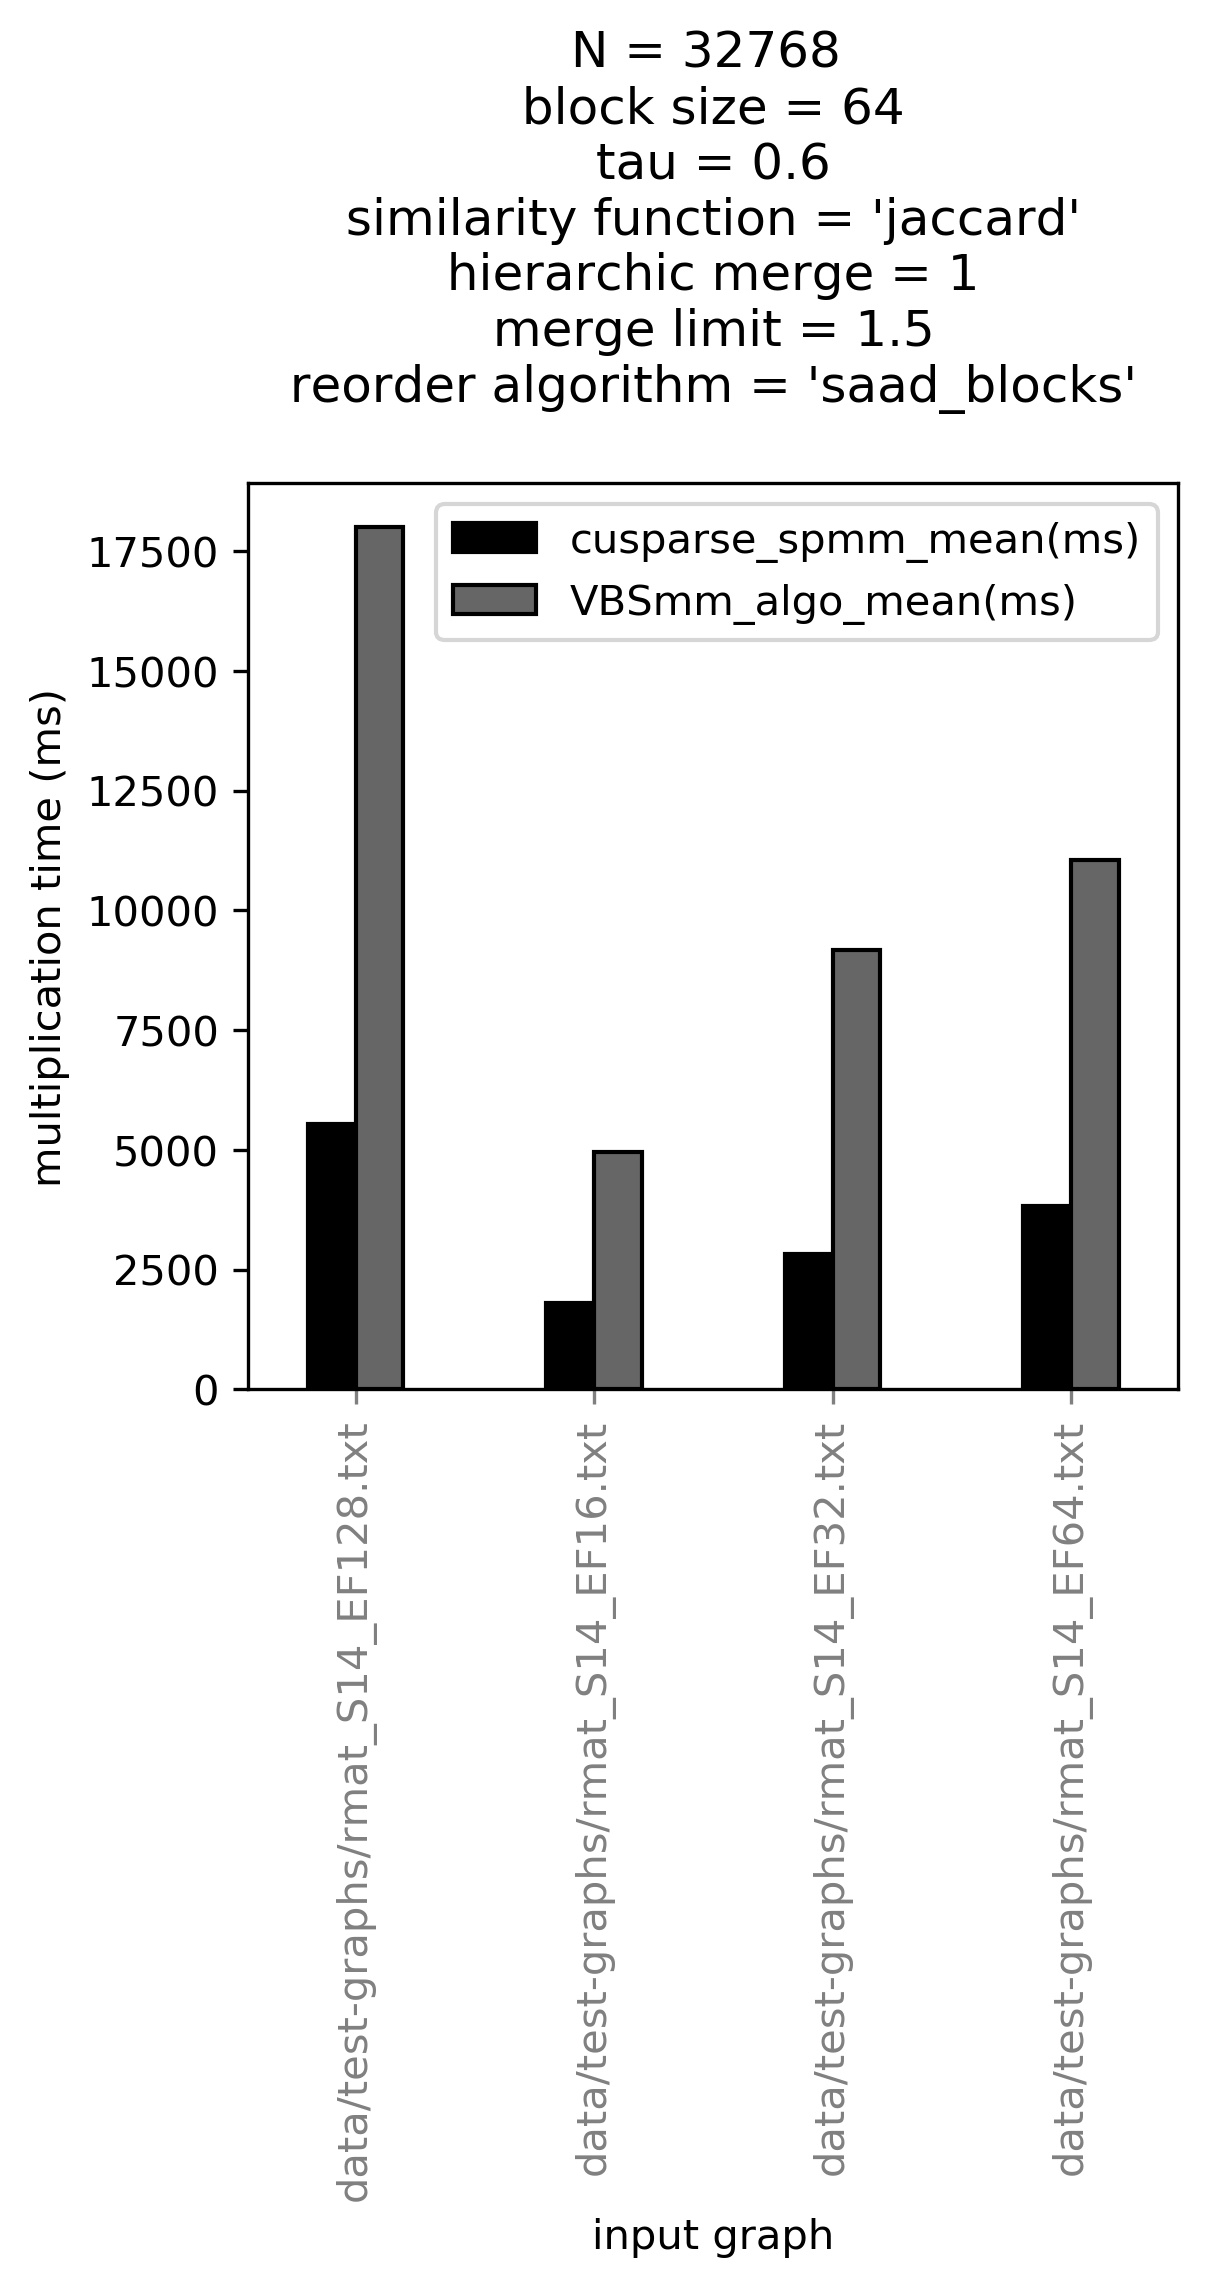 N = 32768
block size = 64
tau = 0.6
similarity function = 'jaccard'
hierarchic merge = 1
merge limit = 1.5
reorder algorithm = 'saad_blocks'
cusparse_spmm_mean(ms)
VBSmm_algo_mean(ms)
multiplication time (ms)
17500
15000
12500
10000
7500
5000
2500
0
data/test-graphs/rmat_S14_EF128.txt
data/test-graphs/rmat_S14_EF16.txt
data/test-graphs/rmat_S14_EF32.txt
data/test-graphs/rmat_S14_EF64.txt
input graph